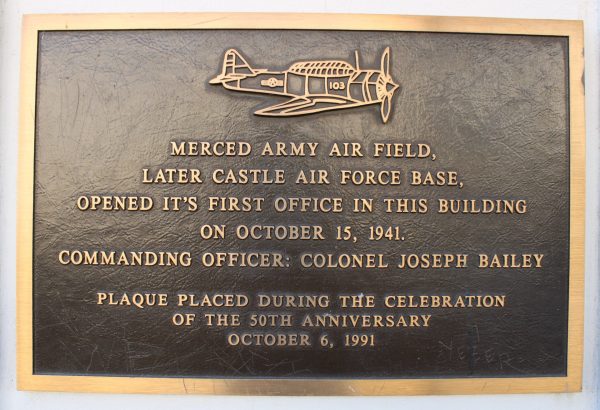 103
MERCED ARMY AIR FIELD,
LATER CASTLE AIR FORCE BASE,
OPENED IT'S FIRST OFFICE IN THIS BUILDING
ON OCTOBER 15, 1941.
COMMANDING OFFICER: COLONEL JOSEPH BAILEY
PLAQUE PLACED DURING THE CELEBRATION
OF THE 50TH ANNIVERSARY
OCTOBER 6, 1991